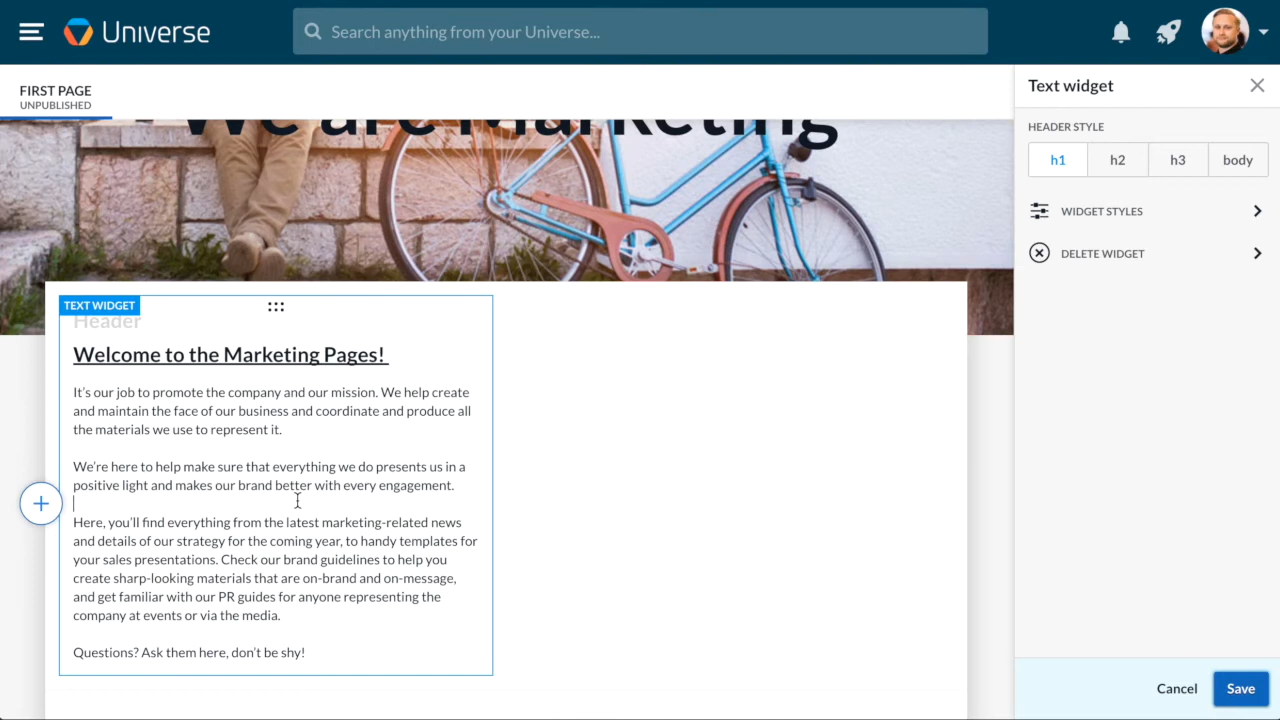 Universe
Search anything from your Universe...
FIRST PAGE
UNPUBLISHED
We are Marketing
Text widget
HEADER STYLE
h1 h2 h3 body
WIDGET STYLES
DELETE WIDGET
TEXT WIDGET
Header
Welcome to the Marketing Pages!
It’s our job to promote the company and our mission. We help create
and maintain the face of our business and coordinate and produce all
the materials we use to represent it.
We’re here to help make sure that everything we do presents us in a
positive light and makes our brand better with every engagement.
Here, you’ll find everything from the latest marketing-related news
and details of our strategy for the coming year, to handy templates for
your sales presentations. Check our brand guidelines to help you
create sharp-looking materials that are on-brand and on-message,
and get familiar with our PR guides for anyone representing the
company at events or via the media.
Questions? Ask them here, don’t be shy!
Cancel Save